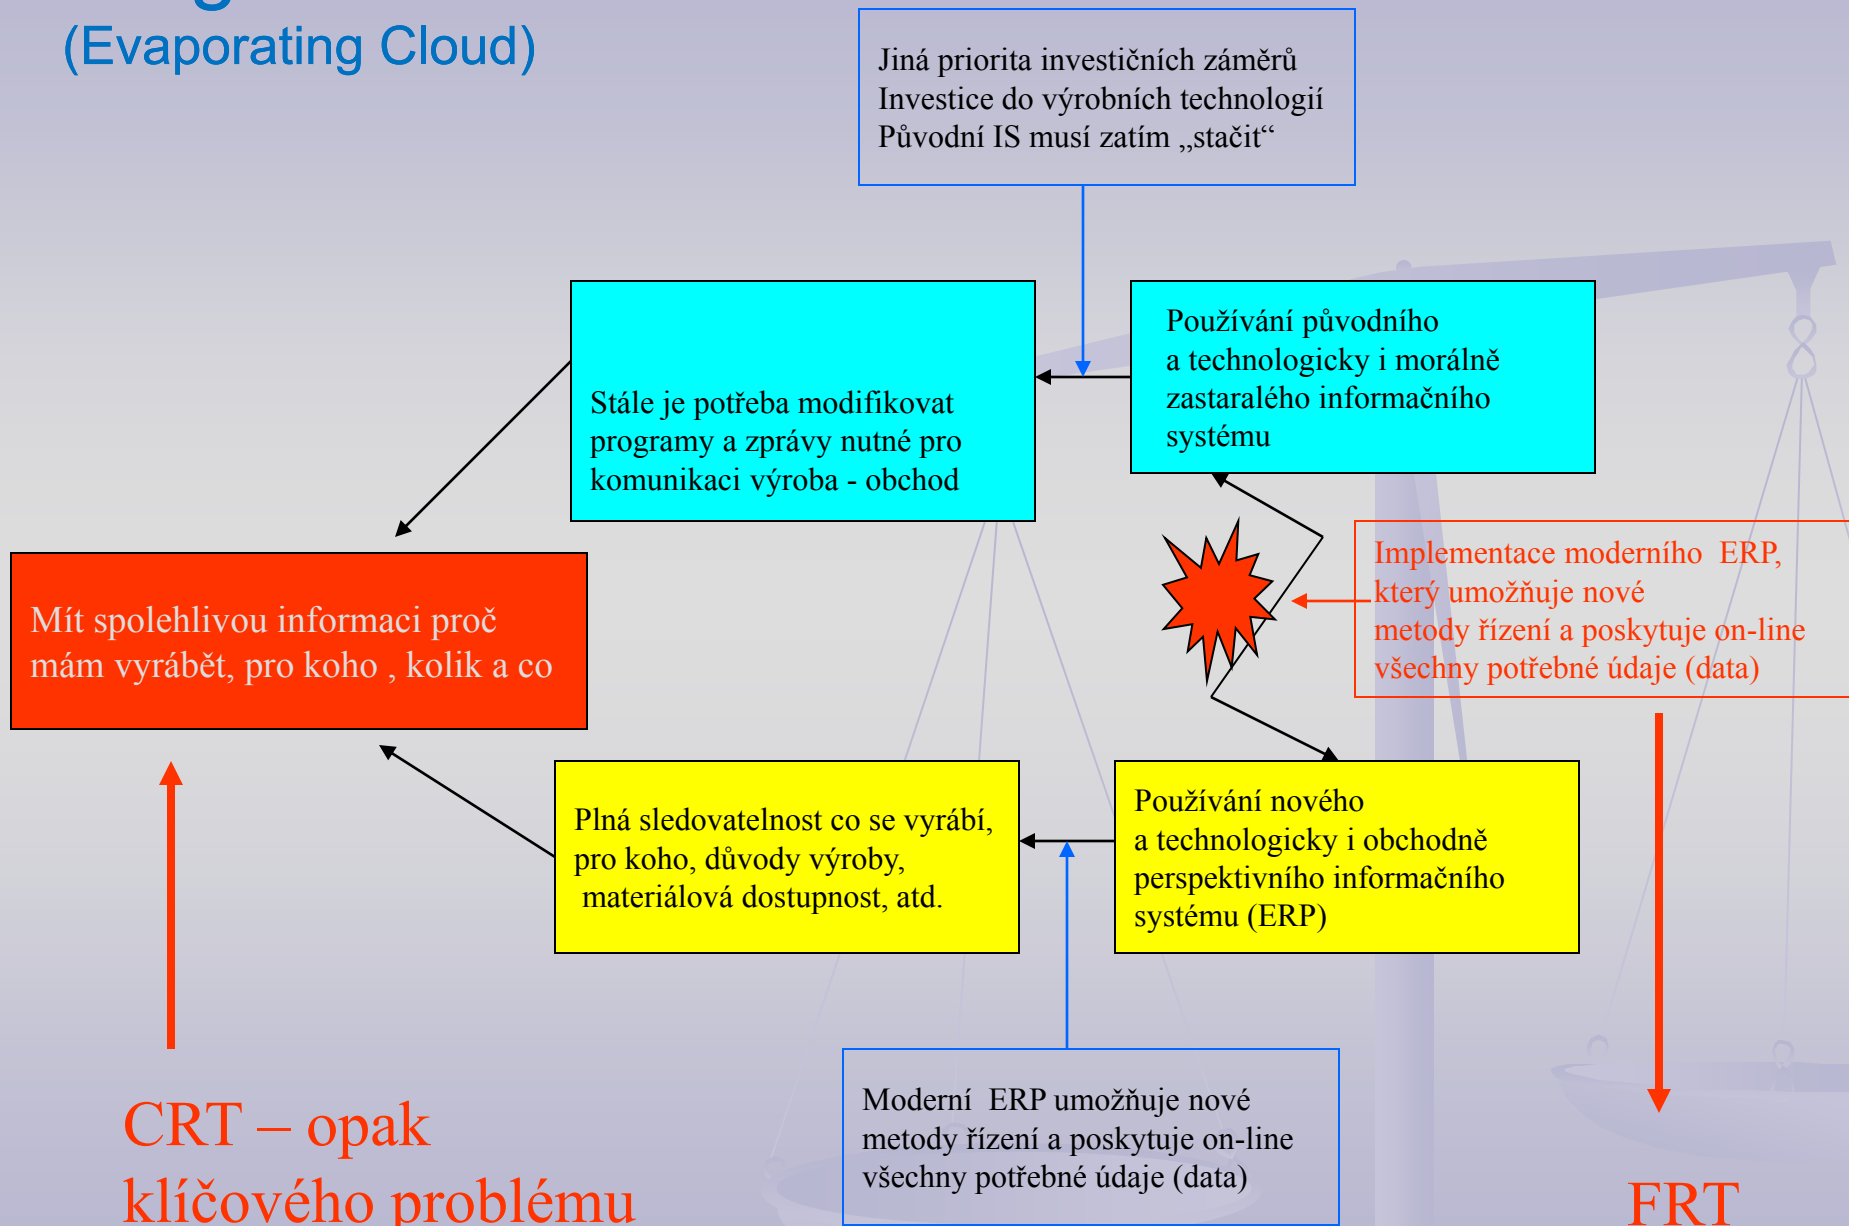 (Evaporating Cloud)
Jiná priorita investičních záměrů
Investice do výrobních technologií
Původní IS musí zatím „stačit“
Používání původního
a technologicky i morálně
zastaralého informačního
systému
Stále je potřeba modifikovat
programy a zprávy nutné pro
komunikaci výroba - obchod
Implementace moderního ERP,
který umožňuje nové
metody řízení a poskytuje on-line
všechny potřebné údaje (data)
Mít spolehlivou informaci proč
mám vyrábět, pro koho , kolik a co
Plná sledovatelnost co se vyrábí,
pro koho, důvody výroby,
materiálová dostupnost, atd.
Používání nového
a technologicky i obchodně
perspektivního informačního
systému (ERP)
Moderní ERP umožňuje nové
metody řízení a poskytuje on-line
všechny potřebné údaje (data)
CRT – opak
klíčového problému
FRT